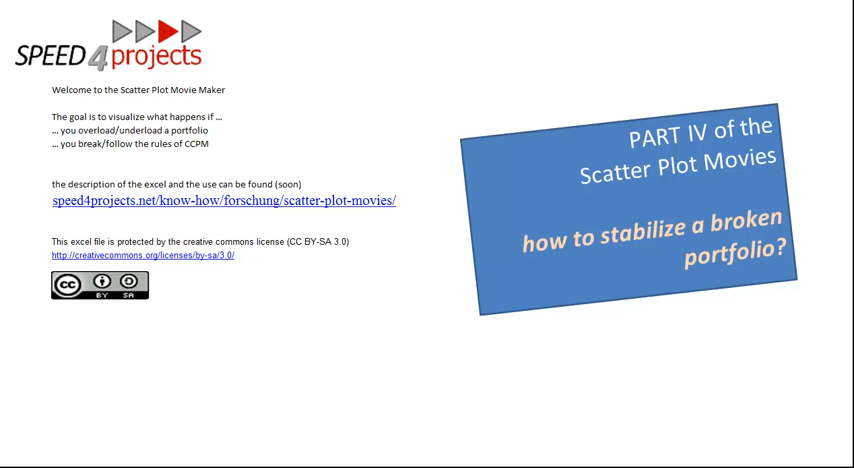 SPEED4projects
Welcome to the Scatter Plot Movie Maker
The goal is to visualize what happens if ...
... you overload/underload a portfolio
... you break/follow the rules of CCPM
the description of the excel and the use can be found (soon)
speed4projects.net/know-how/forschung/scatter-plot-movies/
This excel file is protected by the creative commons license (CC BY-SA 3.0)
http://creativecommons.org/licenses/by-sa/3.0/
cc
BY SA
PART IV of the
Scatter Plot Movies
how to stabilize a broken
portfolio?